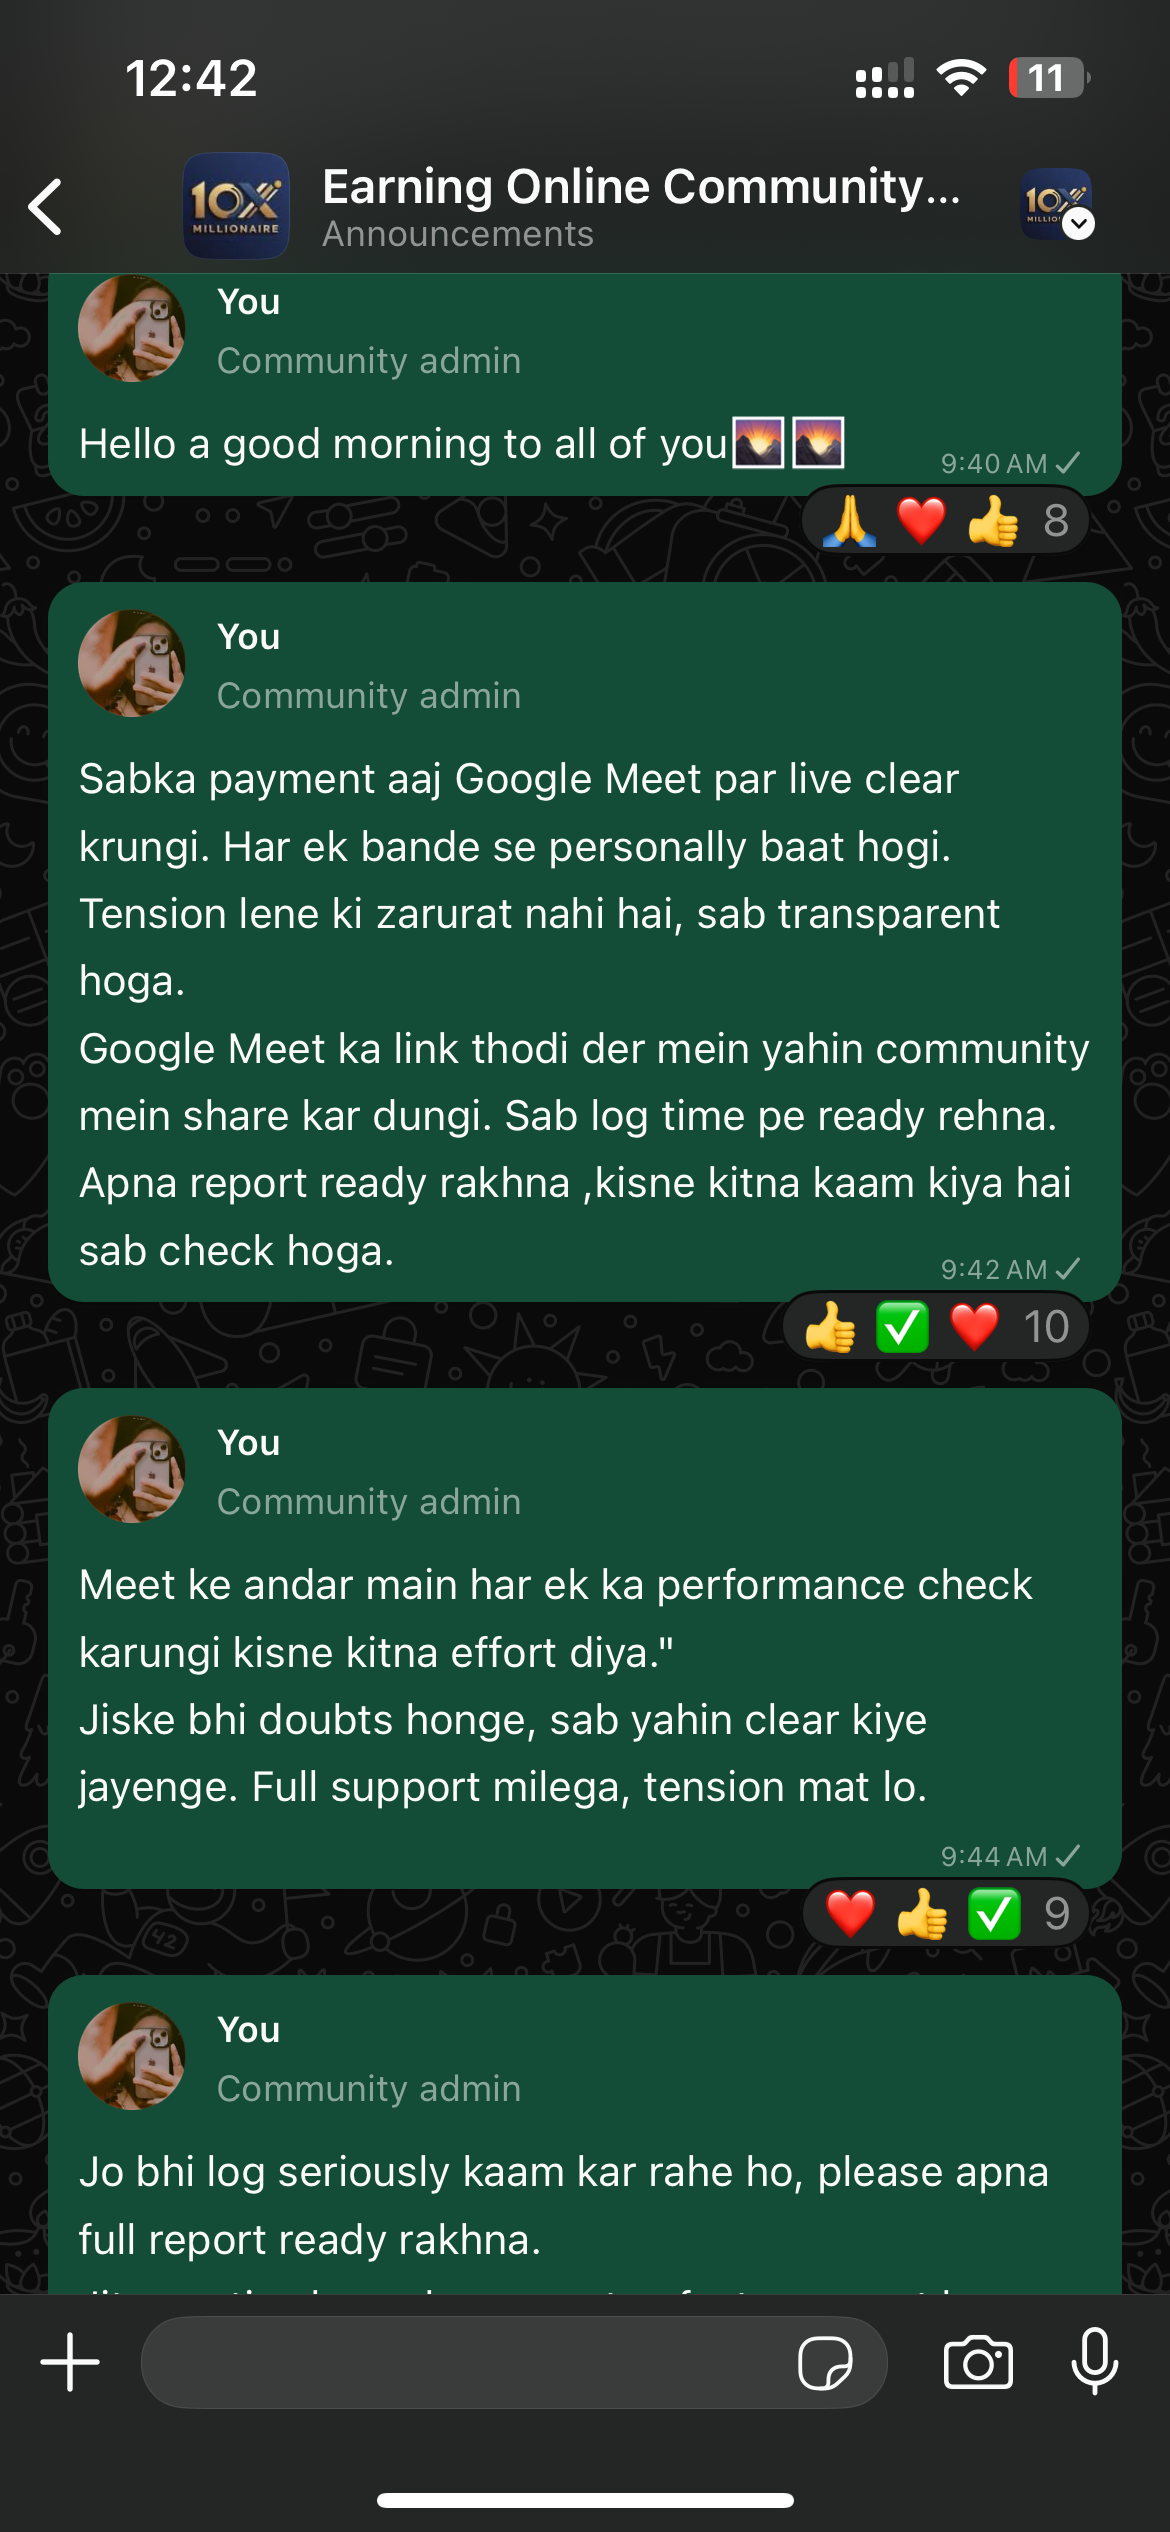 12:42
11
10X
MILLIONAIRE
Earning Online Community...
Announcements
10X
You
Community admin
Hello a good morning to all of you🌄🌄
9:40 AM ✓
🙏 ❤️ 👍 8
You
Community admin
Sabka payment aaj Google Meet par live clear
krungi. Har ek bande se personally baat hogi.
Tension lene ki zarurat nahi hai, sab transparent
hoga.
Google Meet ka link thodi der mein yahin community
mein share kar dungi. Sab log time pe ready rehna.
Apna report ready rakhna ,kisne kitna kaam kiya hai
sab check hoga.
9:42 AM ✓
👍 ✅ ❤️ 10
You
Community admin
Meet ke andar main har ek ka performance check
karungi kisne kitna effort diya."
Jiske bhi doubts honge, sab yahin clear kiye
jayenge. Full support milega, tension mat lo.
9:44 AM ✓
❤️ 👍 ✅ 9
You
Community admin
Jo bhi log seriously kaam kar rahe ho, please apna
full report ready rakhna.